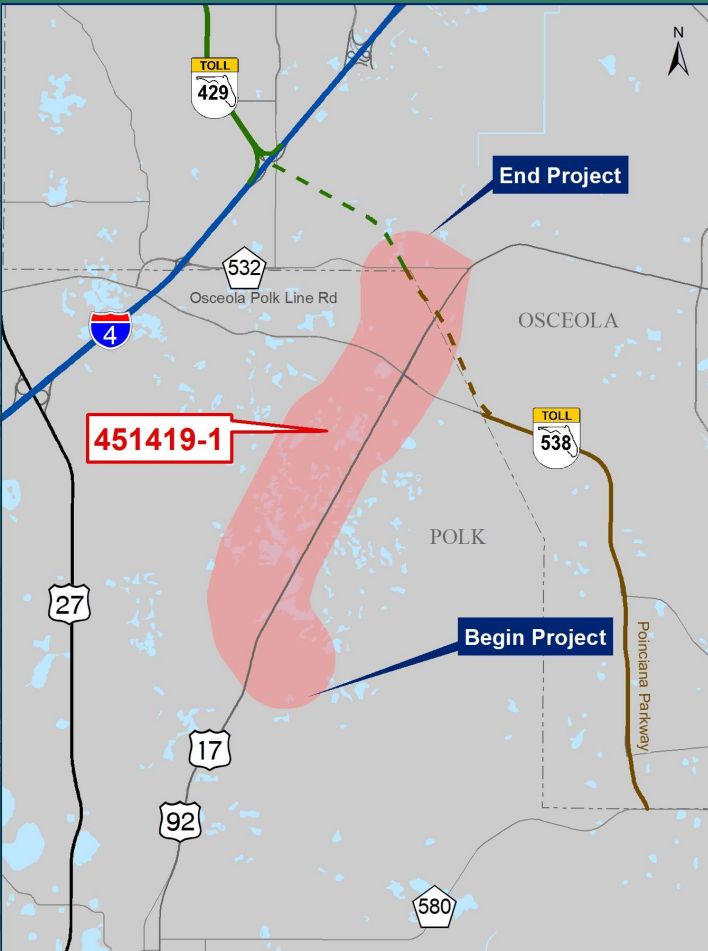 N
TOLL
429
End Project
532
Osceola Polk Line Rd
OSCEOLA
4
TOLL
538
451419-1
POLK
27
Begin Project
Poinciana Parkway
17
92
580